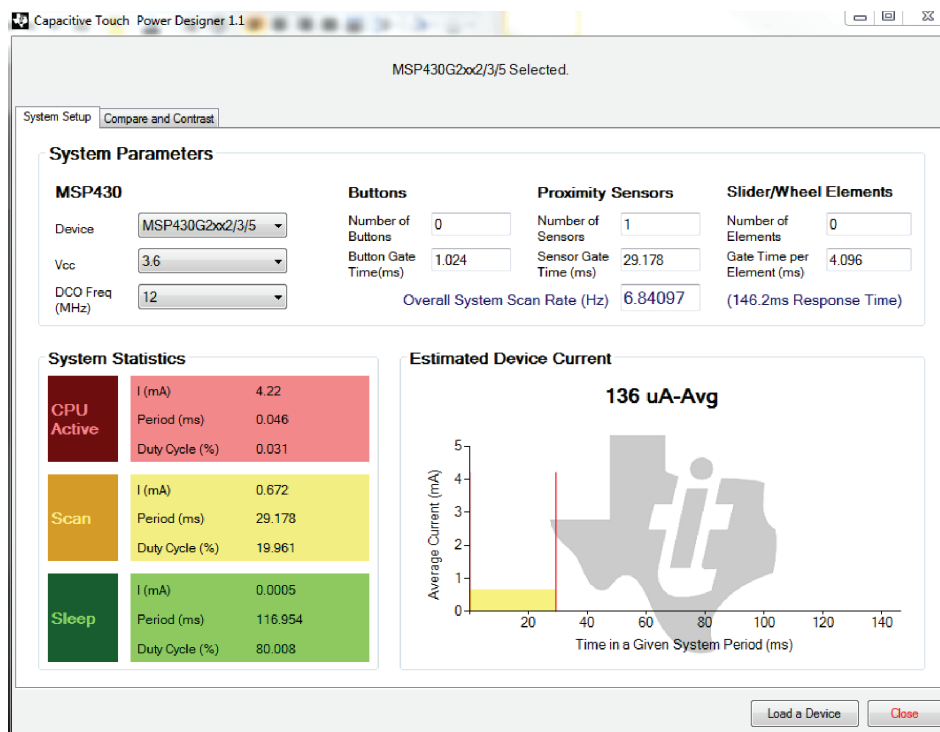 Capacitive Touch Power Designer 1.1
MSP430G2xx2/3/5 Selected.
System Setup
Compare and Contrast
System Parameters
MSP430
Device
MSP430G2xx2/3/5
Vcc
3.6
DCO Freq
(MHz)
12
Buttons
Number of
Buttons
0
Button Gate
Time(ms)
1.024
Proximity Sensors
Number of
Sensors
1
Sensor Gate
Time (ms)
29.178
Slider/Wheel Elements
Number of
Elements
0
Gate Time per
Element (ms)
4.096
Overall System Scan Rate (Hz)
6.84097
(146.2ms Response Time)
System Statistics
CPU
Active
I (mA) 4.22
Period (ms) 0.046
Duty Cycle (%) 0.031
Scan
I (mA) 0.672
Period (ms) 29.178
Duty Cycle (%) 19.961
Sleep
I (mA) 0.0005
Period (ms) 116.954
Duty Cycle (%) 80.008
Estimated Device Current
136 uA-Avg
Average Current (mA)
5
4
3
2
1
0
20 40 60 80 100 120 140
Time in a Given System Period (ms)
ti
Load a Device
Close